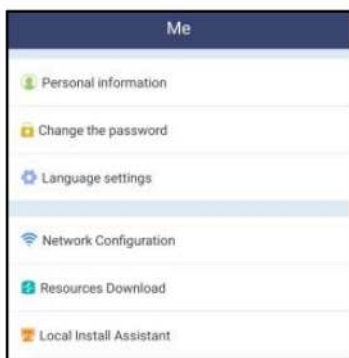 Me
Personal information
Change the password
Language settings
Network Configuration
Resources Download
Local Install Assistant